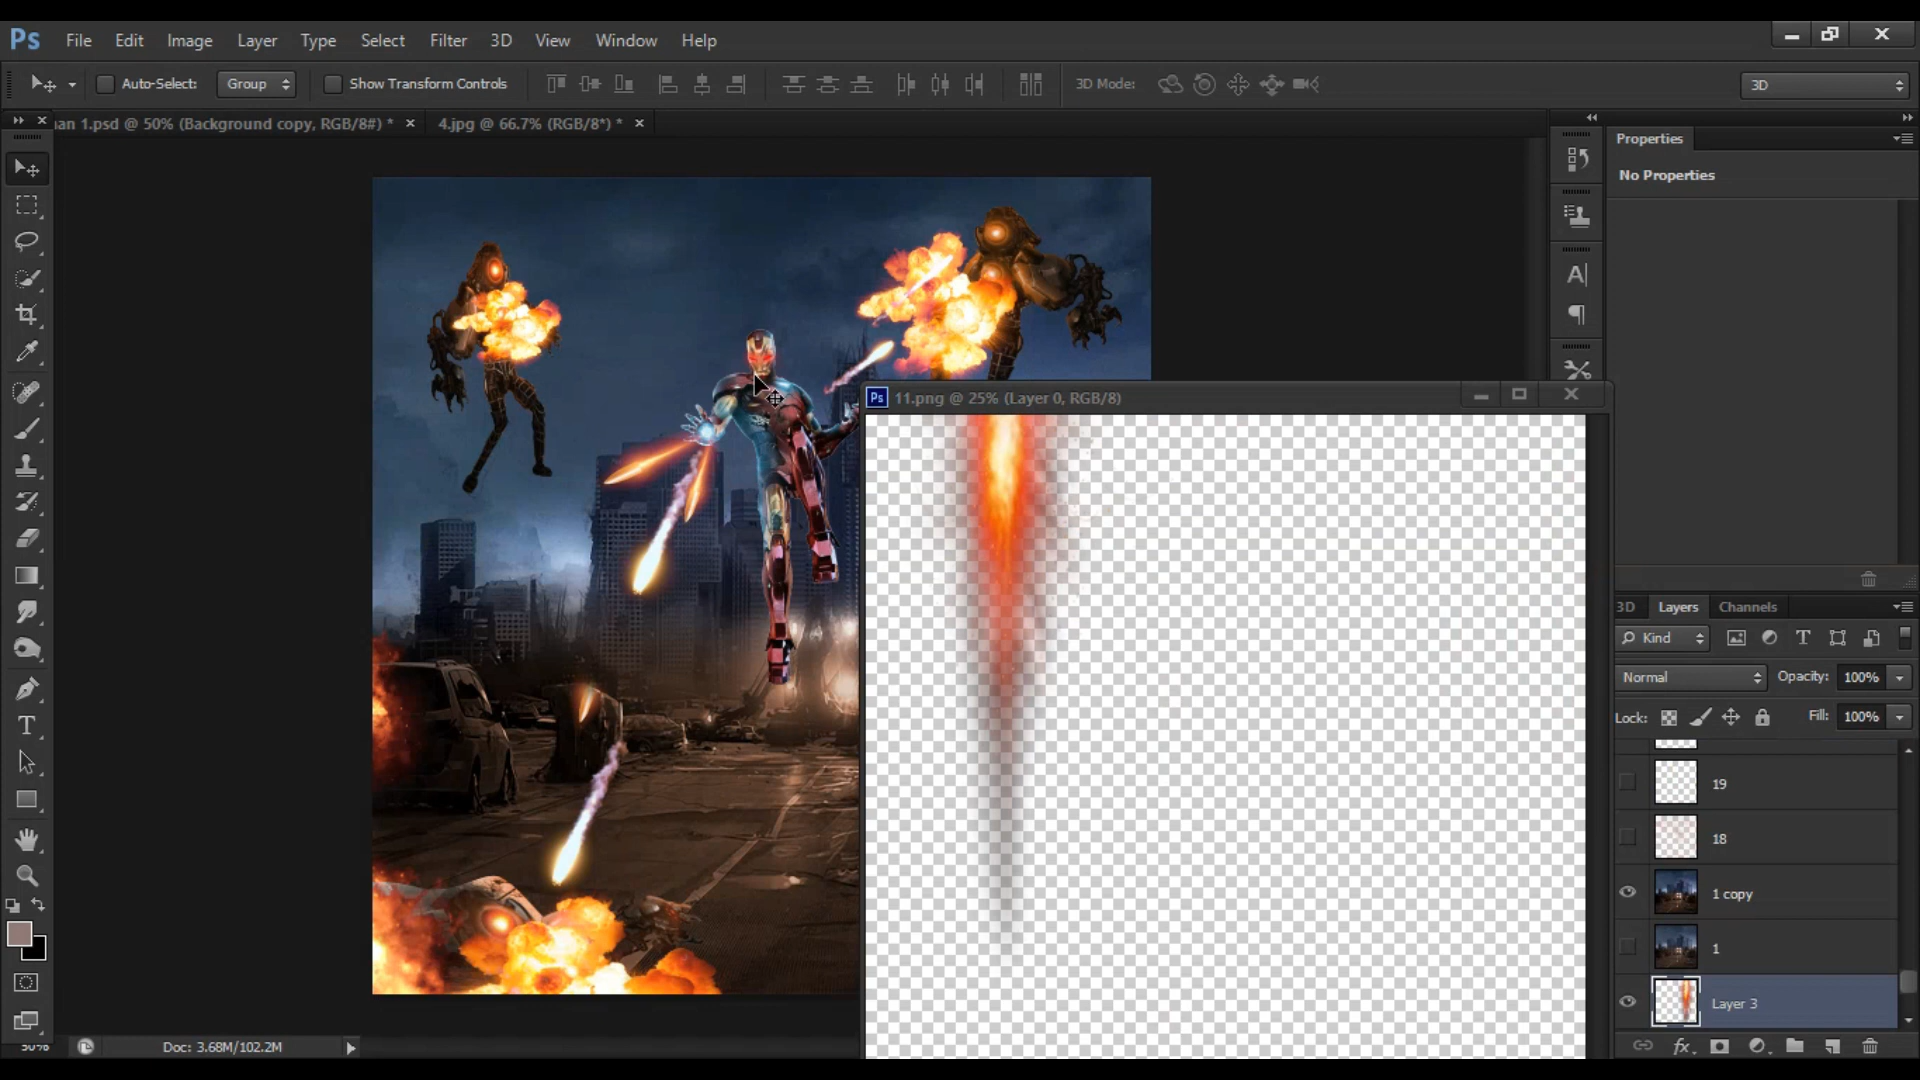 Ps File Edit Image Layer Type Select Filter 3D View Window Help
Auto-Select: Group Show Transform Controls 3D Mode: 3D
an 1.psd @ 50% (Background copy, RGB/8#) * × 4.jpg @ 66.7% (RGB/8*) * ×
Properties
No Properties
Ps 11.png @ 25% (Layer 0, RGB/8)
3D Layers Channels
Kind
Normal Opacity: 100%
Lock: Fill: 100%
19
18
1 copy
1
Layer 3
50% Doc: 3.68M/102.2M